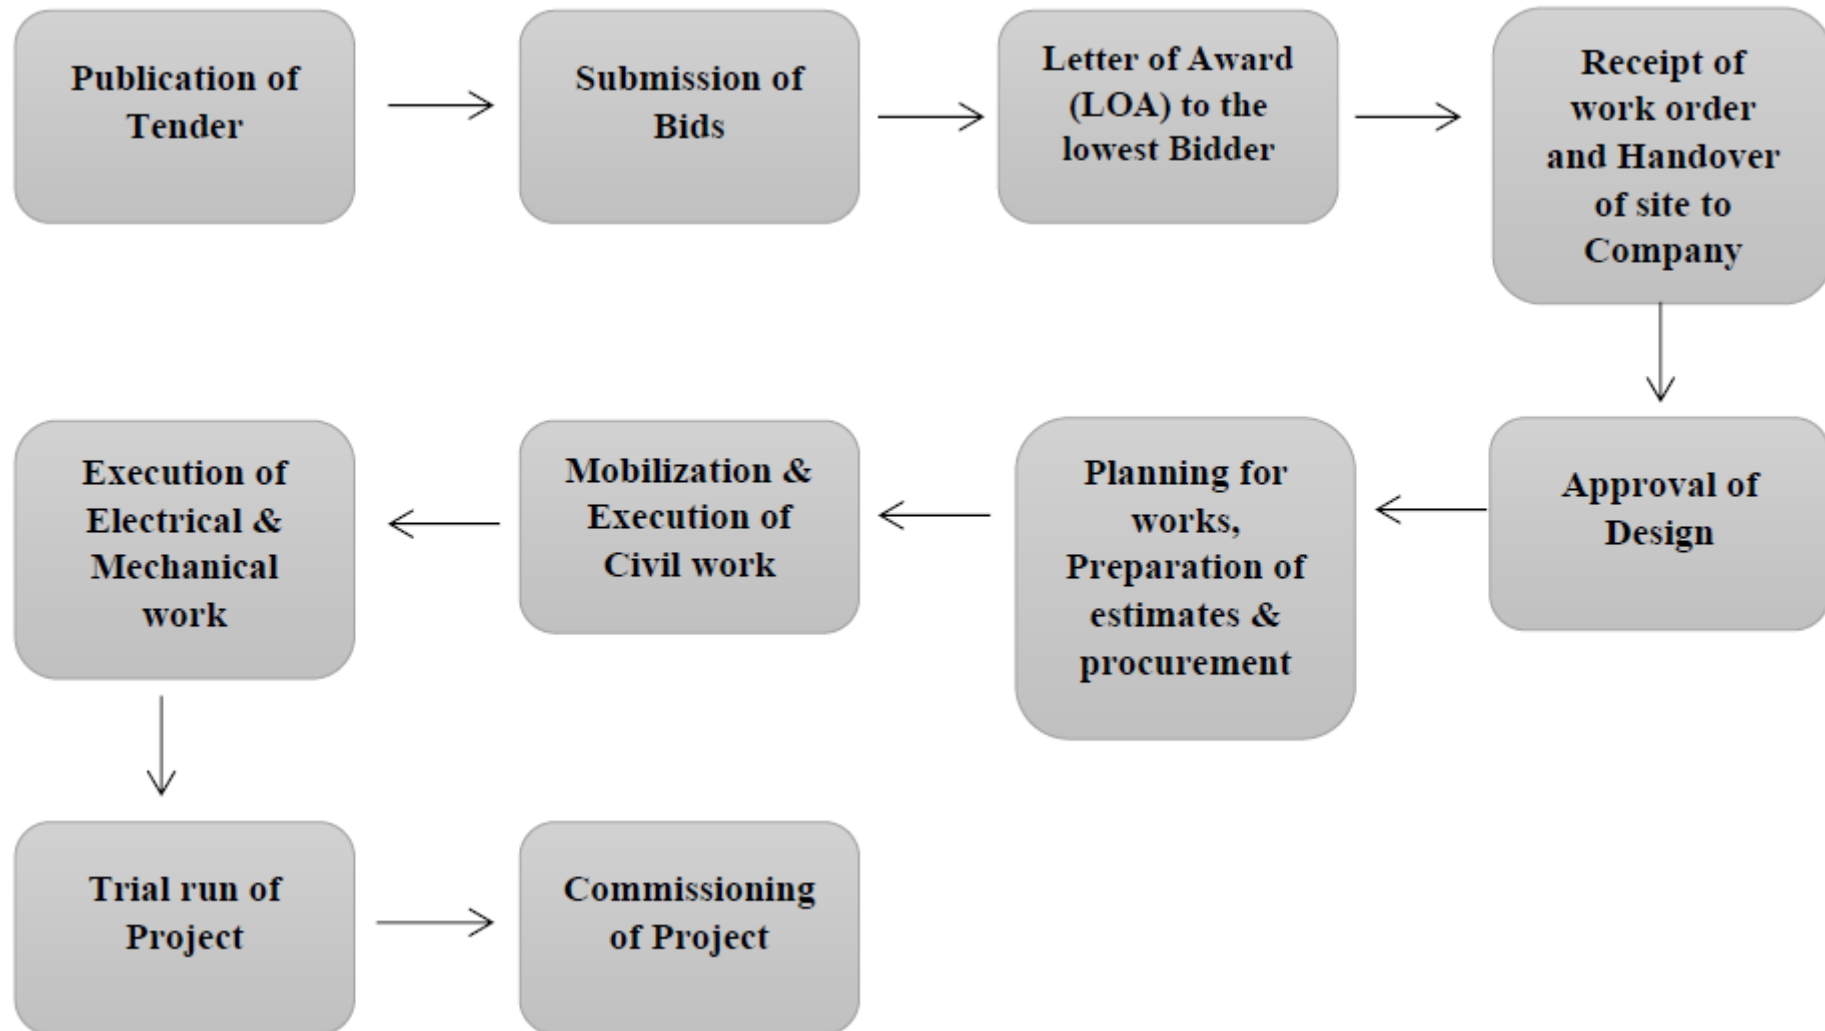 Publication of
Tender
Submission of
Bids
Letter of Award
(LOA) to the
lowest Bidder
Receipt of
work order
and Handover
of site to
Company
Approval of
Design
Planning for
works,
Preparation of
estimates &
procurement
Mobilization &
Execution of
Civil work
Execution of
Electrical &
Mechanical
work
Trial run of
Project
Commissioning
of Project